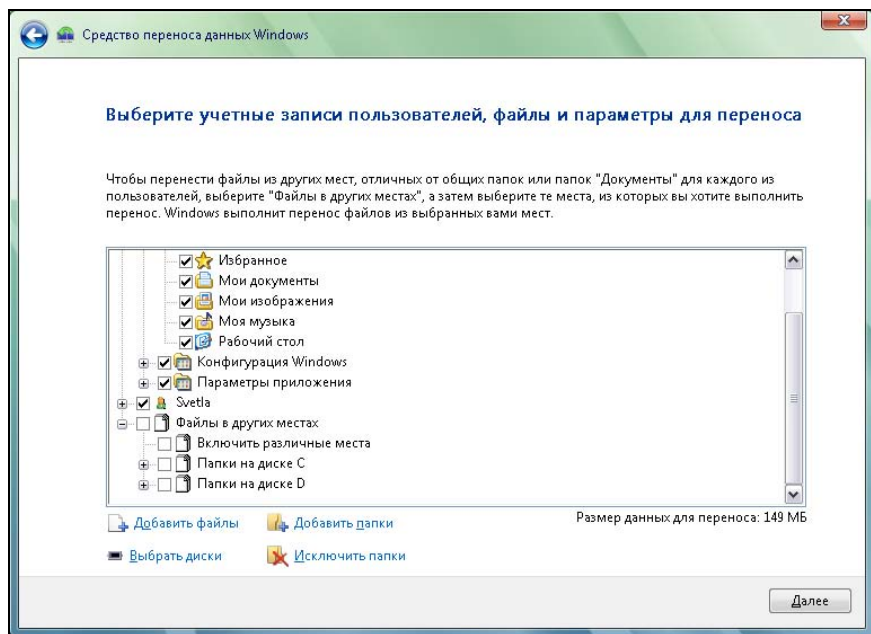 Средство переноса данных Windows
Выберите учетные записи пользователей, файлы и параметры для переноса
Чтобы перенести файлы из других мест, отличных от общих папок или папок "Документы" для каждого из
пользователей, выберите "Файлы в других местах", а затем выберите те места, из которых вы хотите выполнить
перенос. Windows выполнит перенос файлов из выбранных вами мест.
Избранное
Мои документы
Мои изображения
Моя музыка
Рабочий стол
Конфигурация Windows
Параметры приложения
Svetla
Файлы в других местах
Включить различные места
Папки на диске C
Папки на диске D
Добавить файлы Добавить папки Размер данных для переноса: 149 МБ
Выбрать диски Исключить папки
Далее